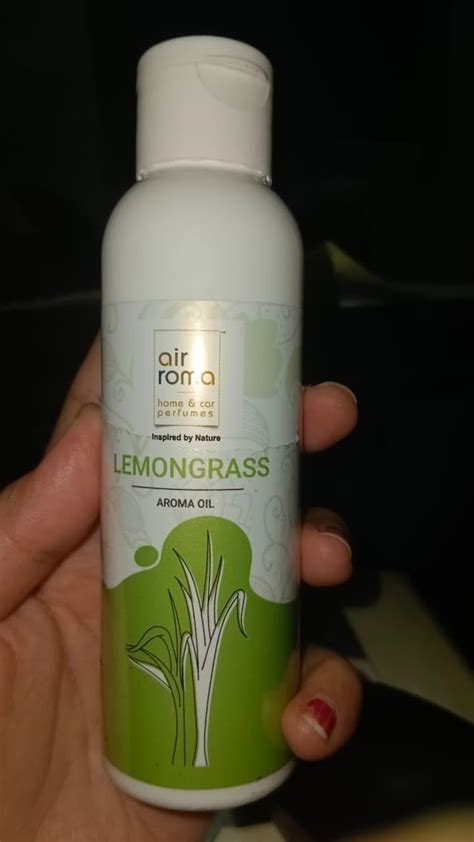 air
roma
home & car
perfumes
Inspired by Nature
LEMONGRASS
AROMA OIL